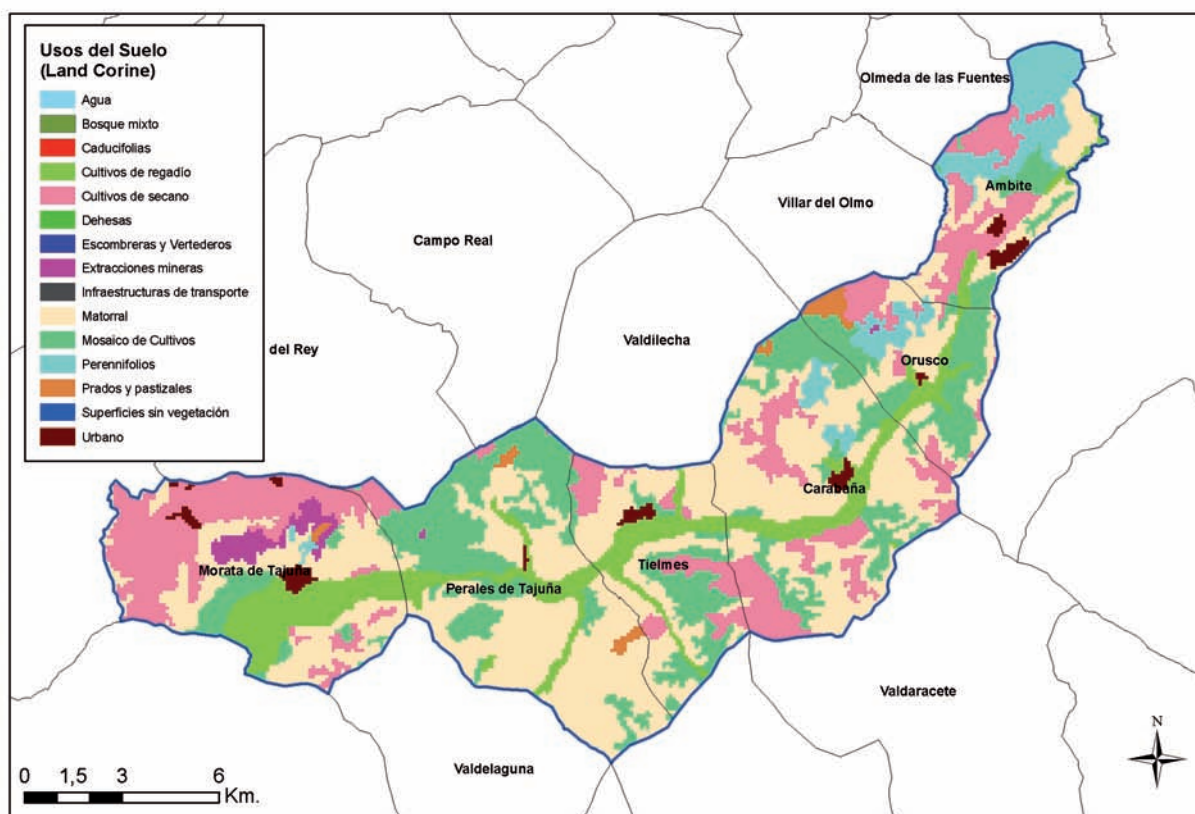 Usos del Suelo
(Land Corine)
Agua
Bosque mixto
Caducifolias
Cultivos de regadío
Cultivos de secano
Dehesas
Escombreras y Vertederos
Extracciones mineras
Infraestructuras de transporte
Matorral
Mosaico de Cultivos
Perennifolios
Prados y pastizales
Superficies sin vegetación
Urbano
Olmeda de las Fuentes
Ambite
Villar del Olmo
Campo Real
del Rey
Valdilecha
Orusco
Carabaña
Tielmes
Morata de Tajuña
Perales de Tajuña
Valdaracete
Valdelaguna
N
0 1,5 3 6
Km.